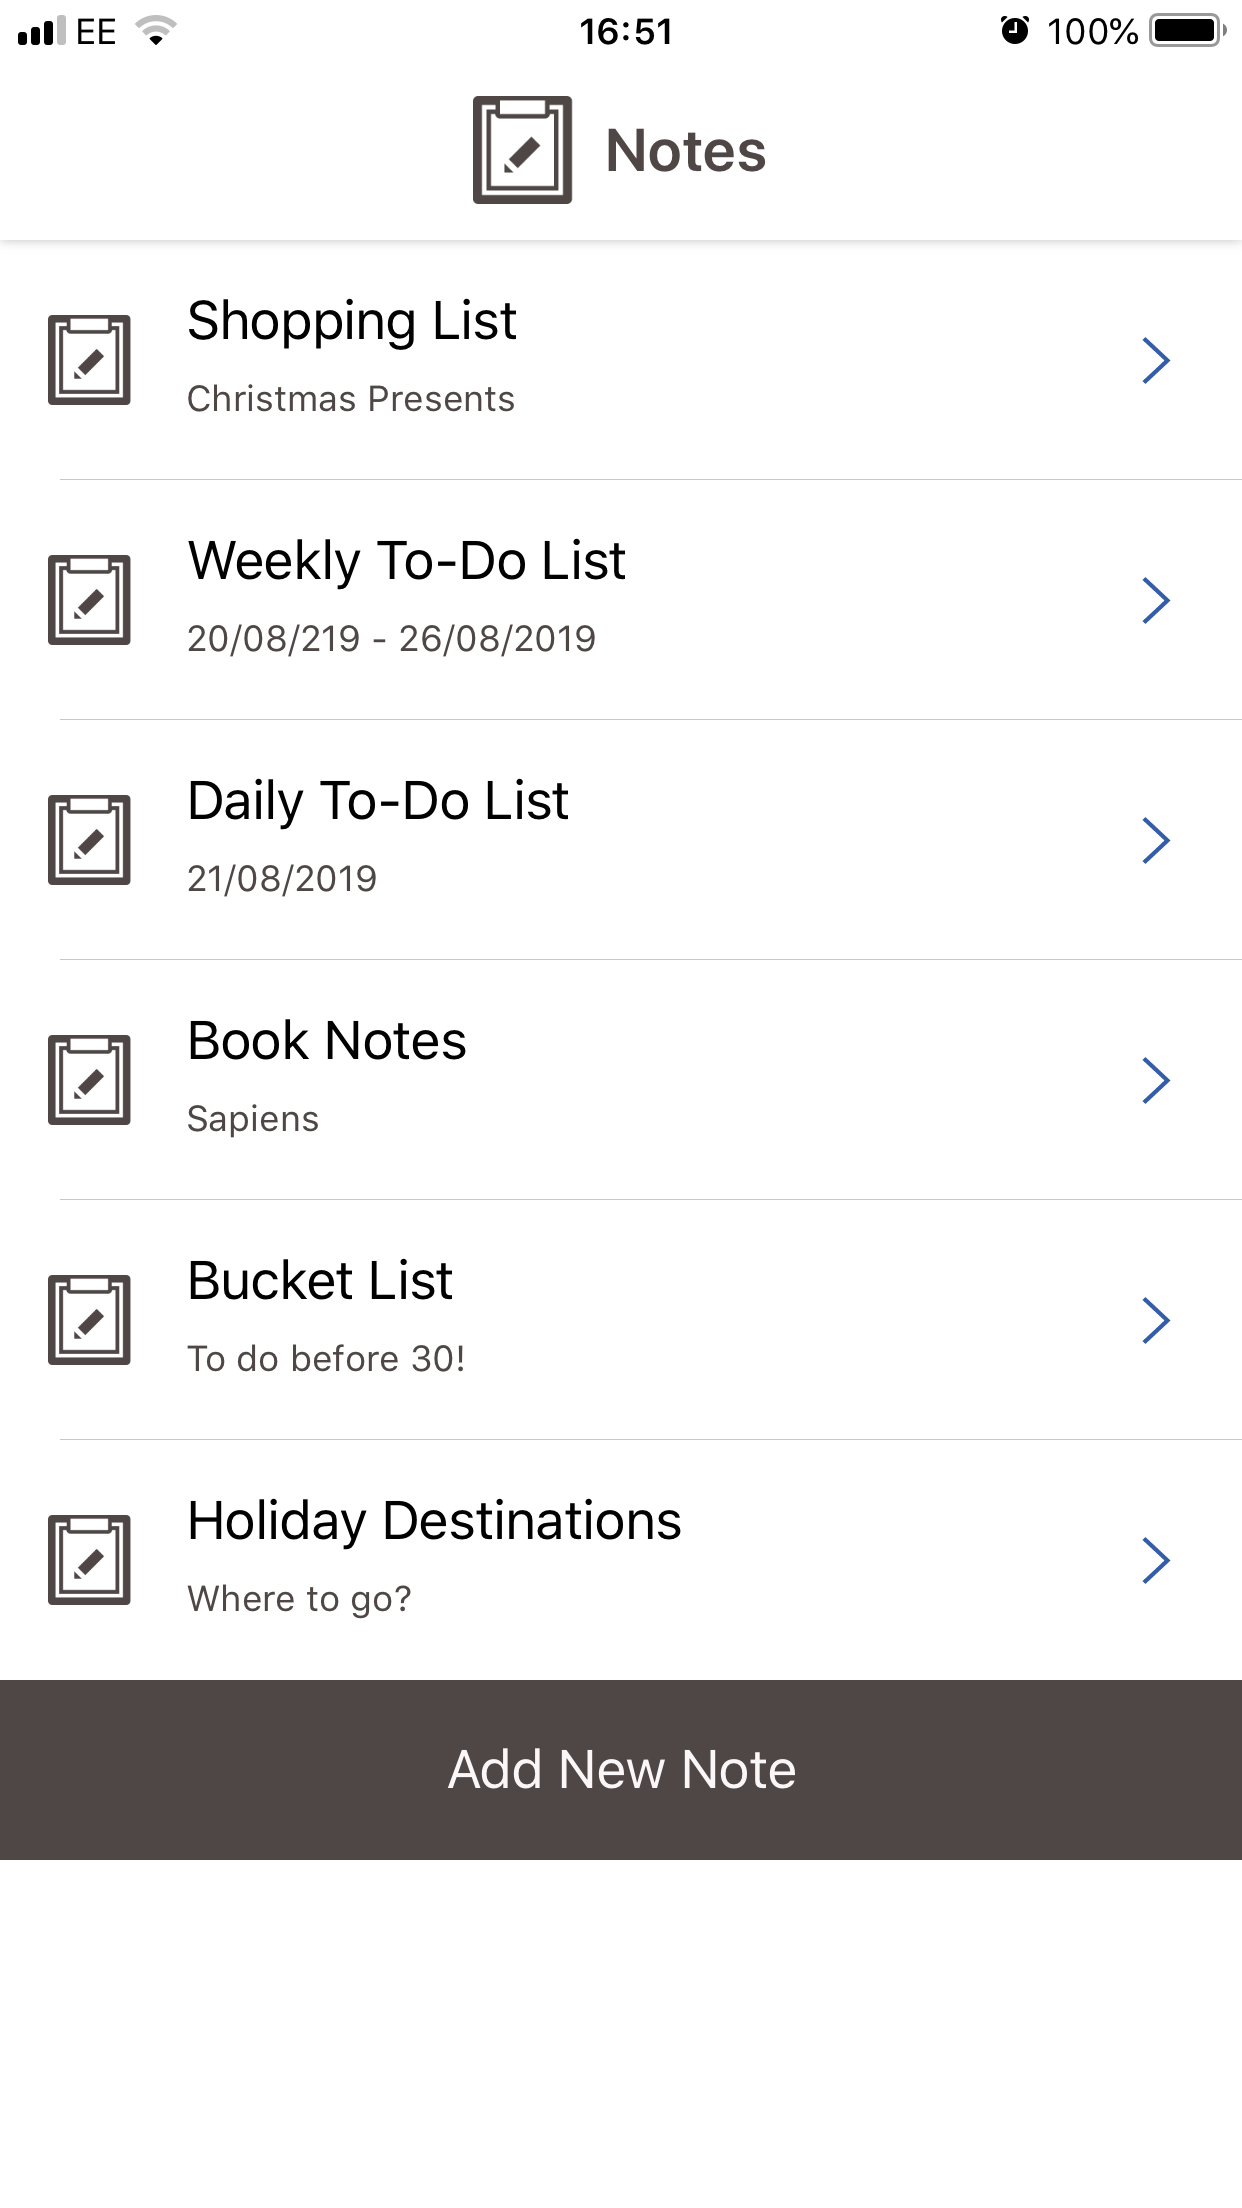 EE 16:51 100%
Notes
Shopping List
Christmas Presents
Weekly To-Do List
20/08/219 - 26/08/2019
Daily To-Do List
21/08/2019
Book Notes
Sapiens
Bucket List
To do before 30!
Holiday Destinations
Where to go?
Add New Note